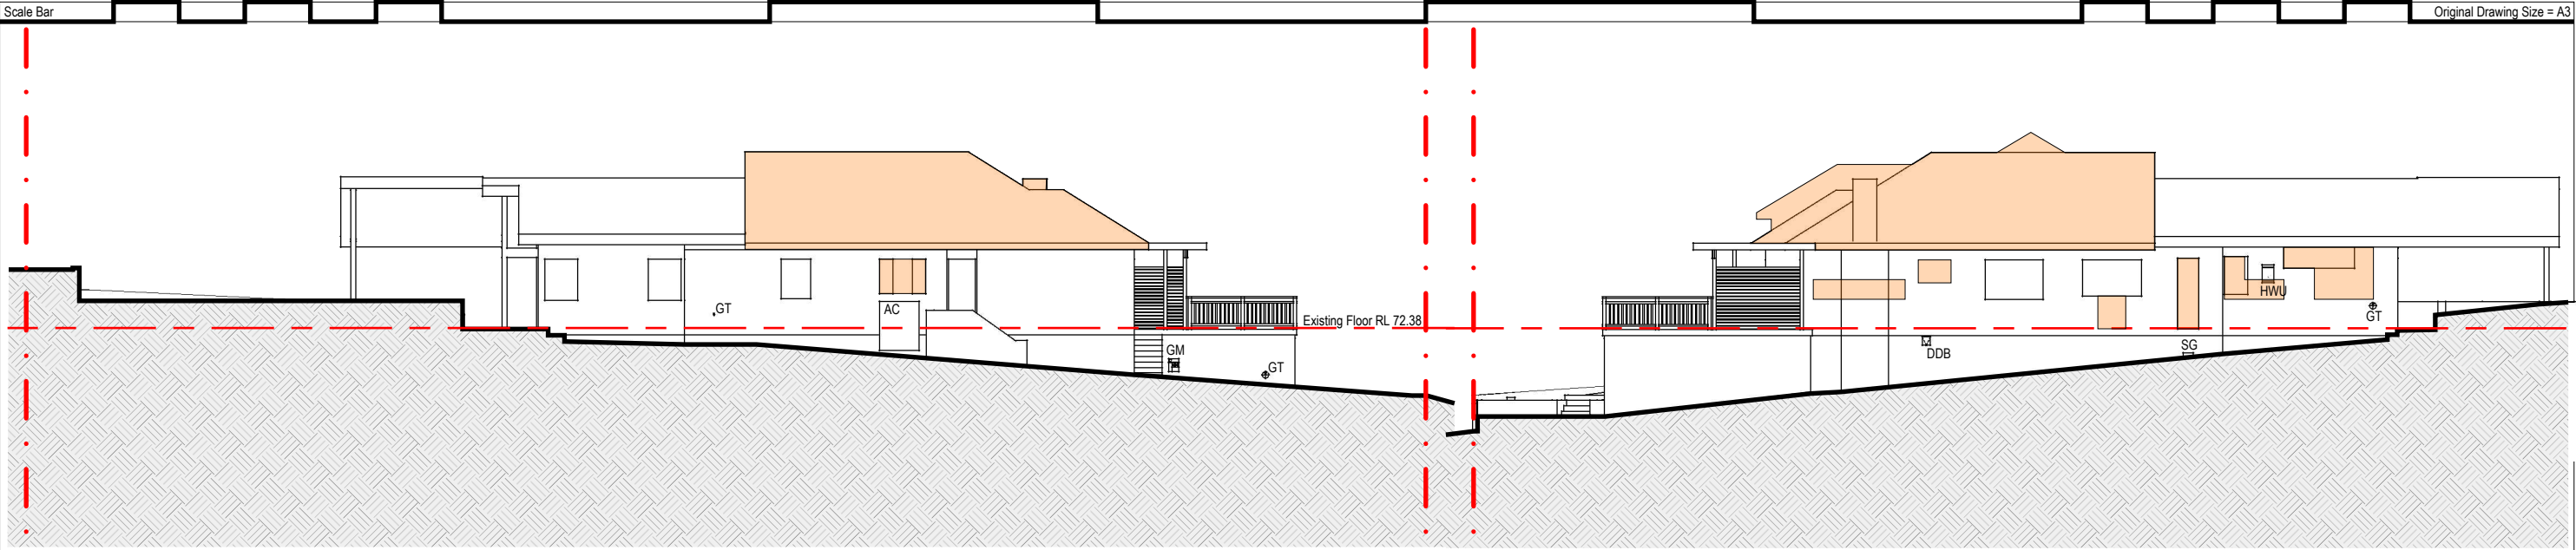 Scale Bar
Original Drawing Size = A3
GT
AC
Existing Floor RL 72.38
GM
GT
HWU
GT
DDB
SG